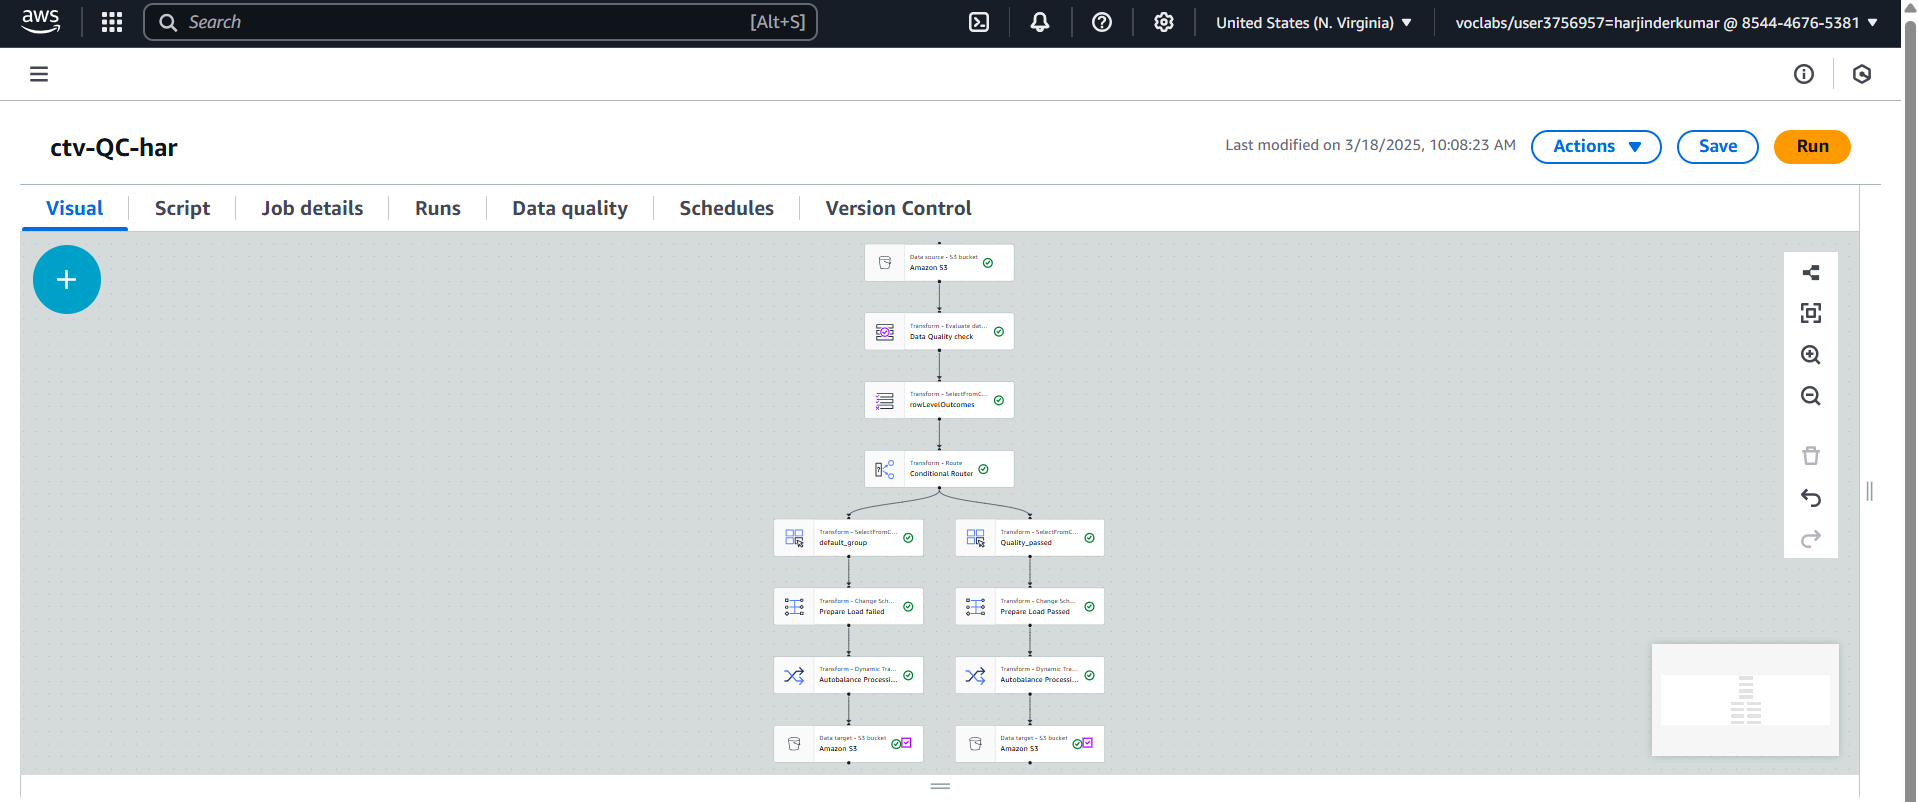 aws
Search
[Alt+S]
United States (N. Virginia)
voclabs/user3756957=harjinderkumar @ 8544-4676-5381
ctv-QC-har
Last modified on 3/18/2025, 10:08:23 AM
Actions
Save
Run
Visual
Script
Job details
Runs
Data quality
Schedules
Version Control
Data source - S3 bucket
Amazon S3
Transform - Evaluate dat...
Data Quality check
Transform - SelectFromC...
rowLevelOutcomes
Transform - Route
Conditional Router
Transform - SelectFromC...
default_group
Transform - SelectFromC...
Quality_passed
Transform - Change Sch...
Prepare Load failed
Transform - Change Sch...
Prepare Load Passed
Transform - Dynamic Tra...
Autobalance Processi...
Transform - Dynamic Tra...
Autobalance Processi...
Data target - S3 bucket
Amazon S3
Data target - S3 bucket
Amazon S3